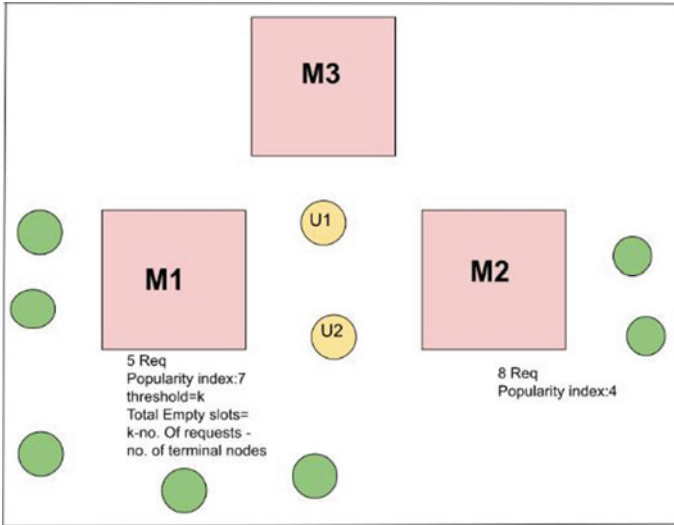 M3
U1
M1
M2
U2
5 Req
Popularity index:7
threshold=k
Total Empty slots=
k-no. Of requests -
no. of terminal nodes
8 Req
Popularity index:4